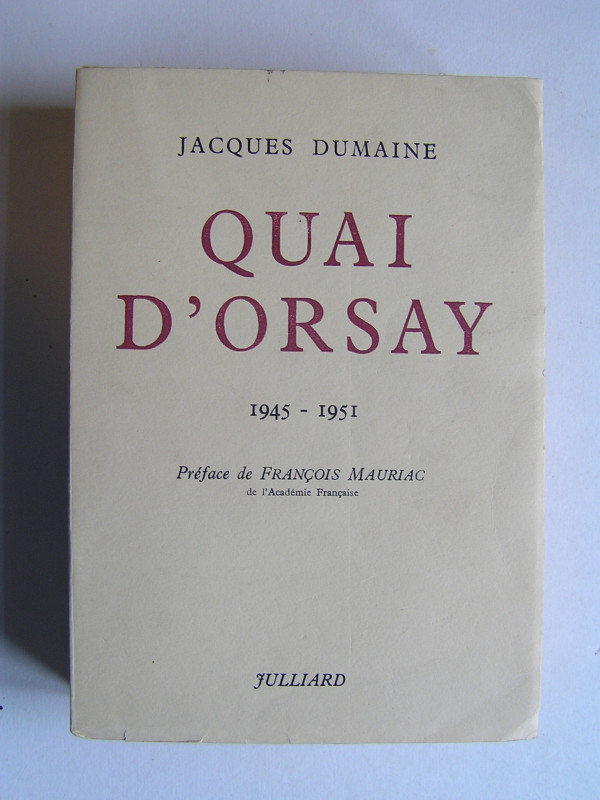 JACQUES DUMAINE
QUAI
D'ORSAY
1945 - 1951
Préface de FRANÇOIS MAURIAC
de l'Académie Française
JULLIARD